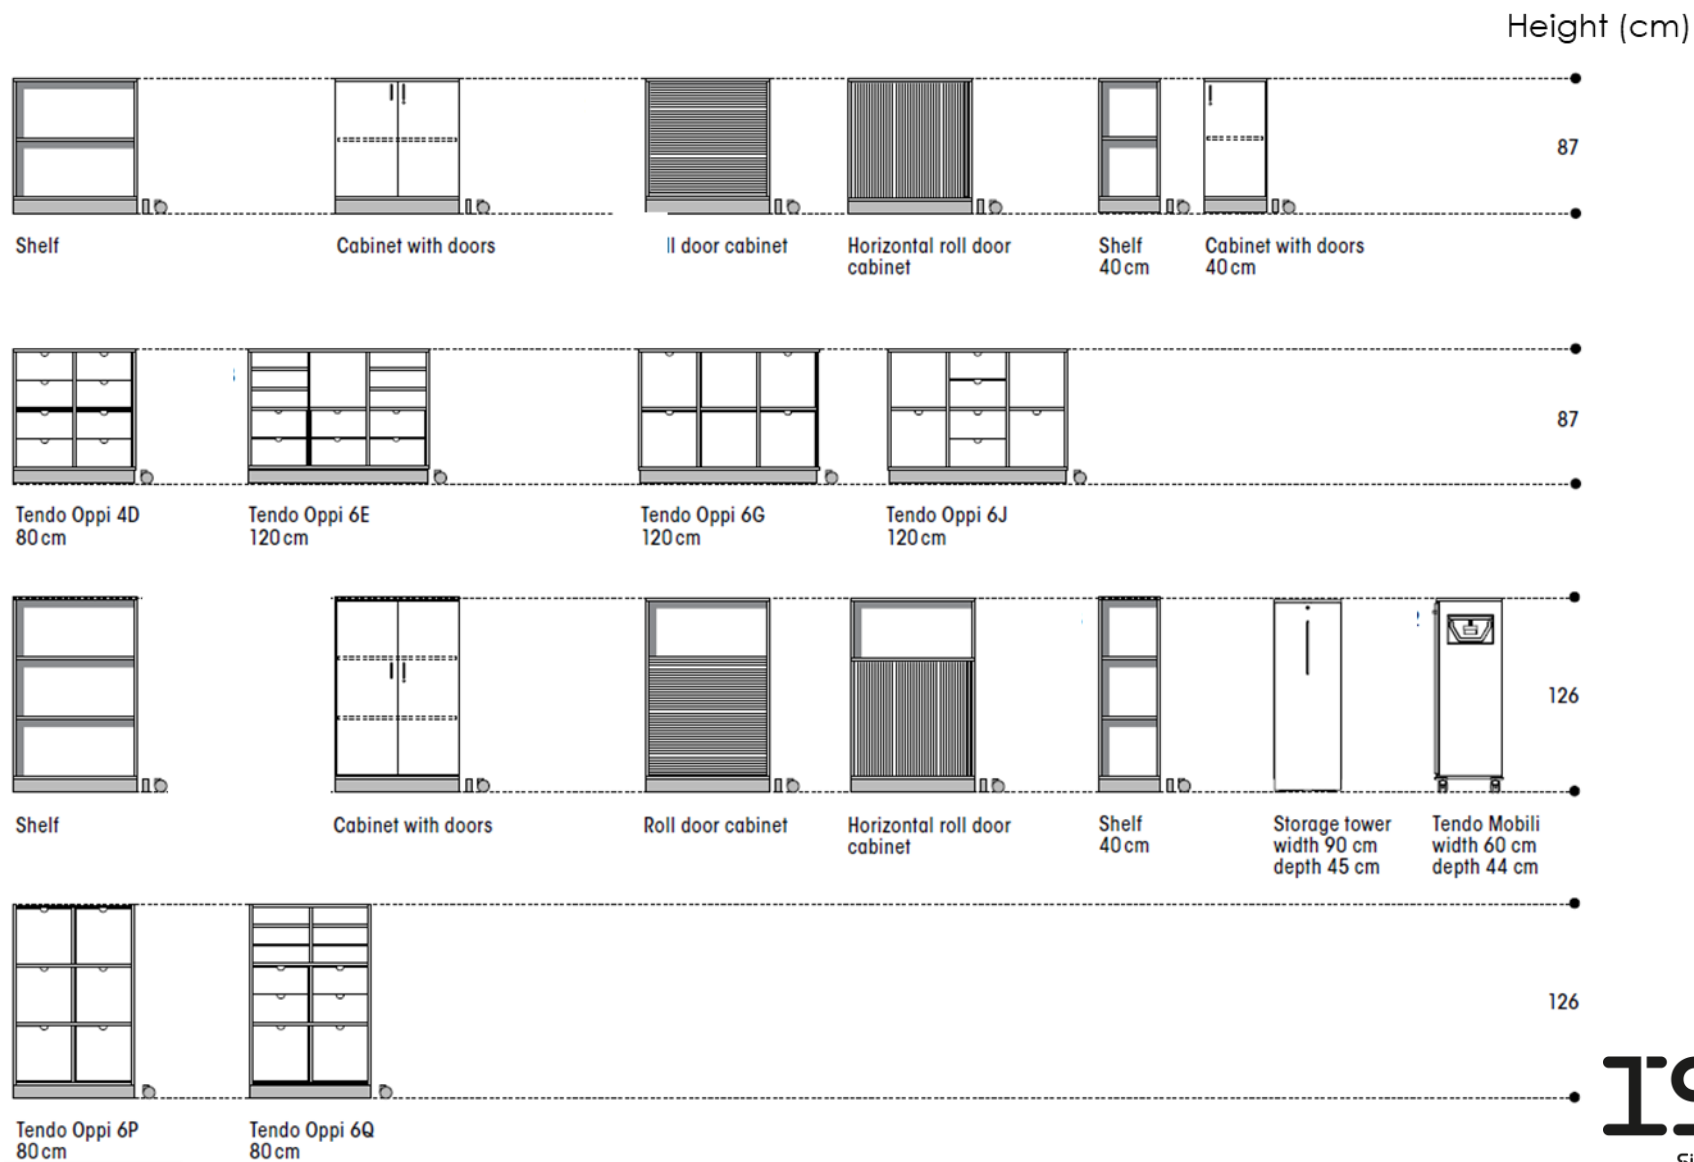 Height (cm)
87
Shelf
Cabinet with doors
ll door cabinet
Horizontal roll door
cabinet
Shelf
40 cm
Cabinet with doors
40 cm
87
Tendo Oppi 4D
80 cm
Tendo Oppi 6E
120 cm
Tendo Oppi 6G
120 cm
Tendo Oppi 6J
120 cm
126
Shelf
Cabinet with doors
Roll door cabinet
Horizontal roll door
cabinet
Shelf
40 cm
Storage tower
width 90 cm
depth 45 cm
Tendo Mobili
width 60 cm
depth 44 cm
126
Tendo Oppi 6P
80 cm
Tendo Oppi 6Q
80 cm